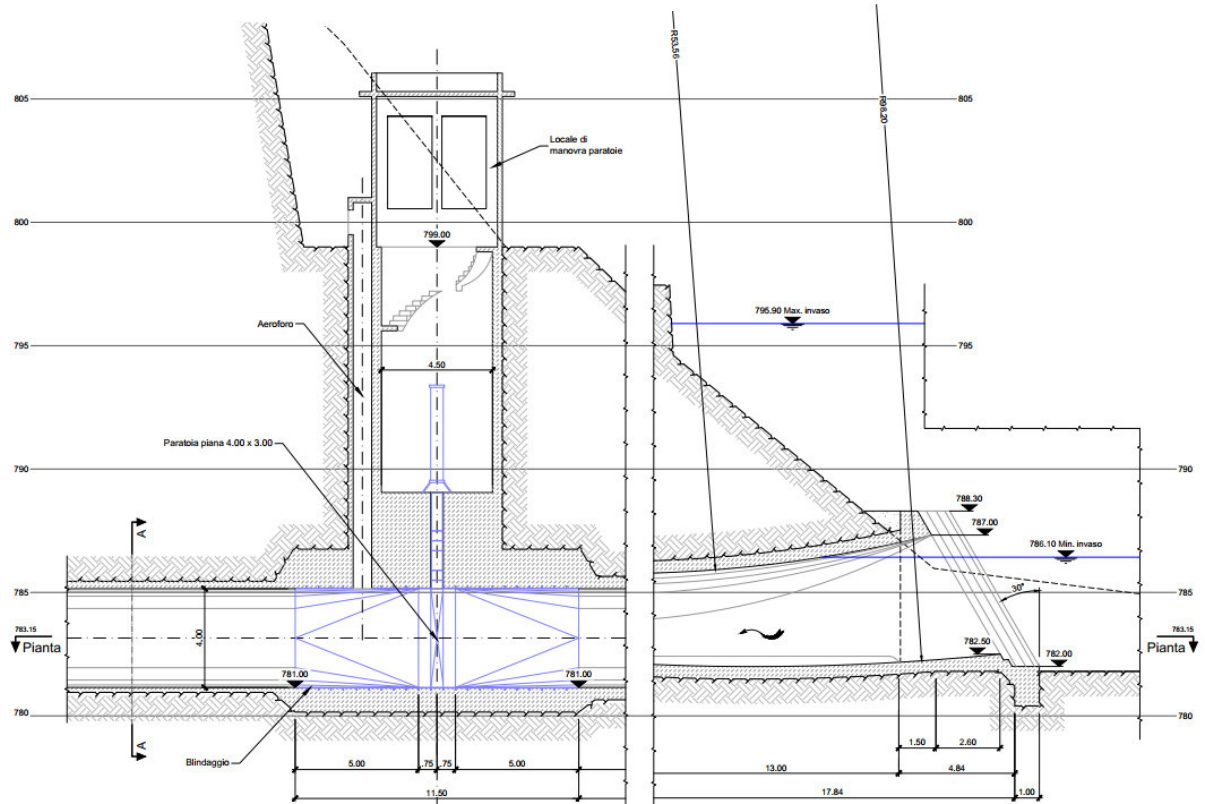 R53.56
R98.20
805
805
Locale di
manovra paratoie
800
800
799.00
795.90 Max. invaso
Aeroforo
795
795
4.50
Paratoia piana 4.00 x 3.00
790
790
788.30
787.00
A
786.10 Min. invaso
785
785
30°
4.00
783.15
Pianta
783.15
Pianta
782.50
782.00
781.00
781.00
780
780
A
Blindaggio
1.50
2.60
5.00
.75
.75
5.00
13.00
4.84
11.50
17.84
1.00